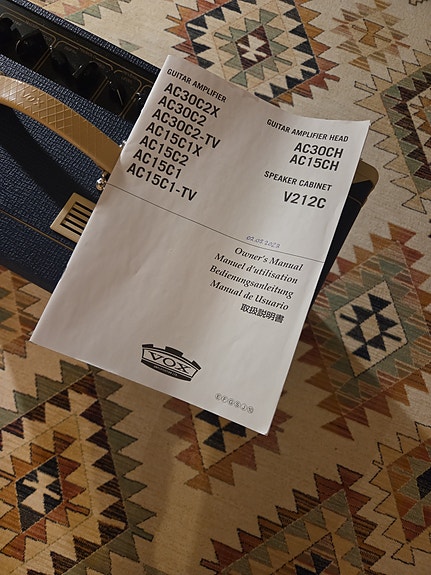 GUITAR AMPLIFIER
AC30C2X
AC30C2
AC30C2-TV
AC15C1X
AC15C2
AC15C1
AC15C1-TV
GUITAR AMPLIFIER HEAD
AC30CH
AC15CH
SPEAKER CABINET
V212C
Owner's Manual
Manuel d'utilisation
Bedienungsanleitung
Manual de Usuario
取扱説明書
VOX
E F G S J